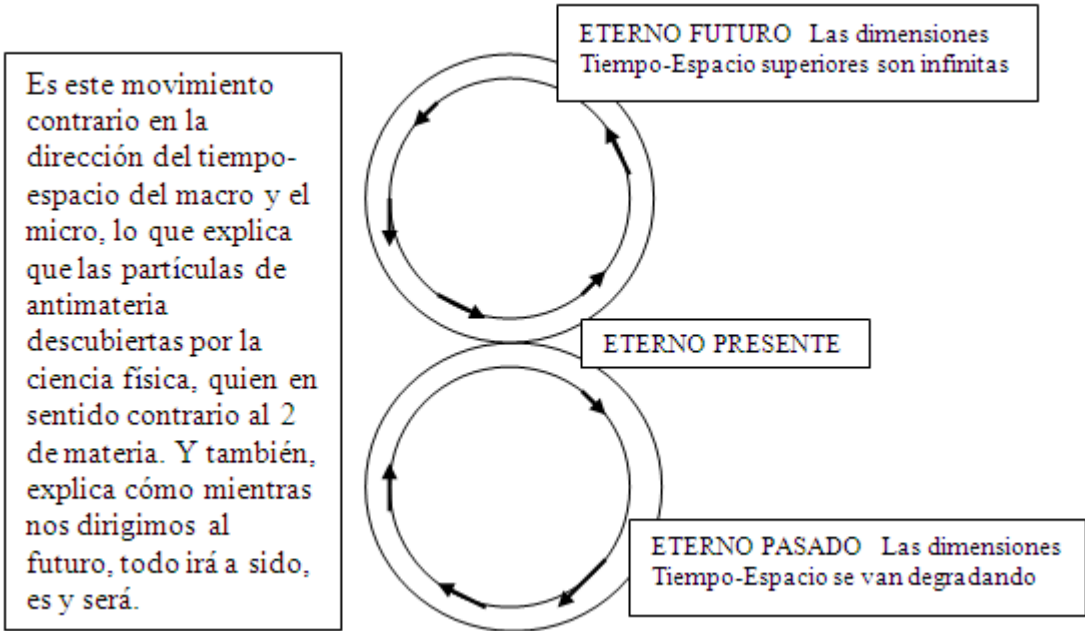 ETERNO FUTURO Las dimensiones
Tiempo-Espacio superiores son infinitas
Es este movimiento
contrario en la
dirección del tiempo-
espacio del macro y el
micro, lo que explica
que las partículas de
antimateria
descubiertas por la
ciencia física, quien en
sentido contrario al 2
de materia. Y también,
explica cómo mientras
nos dirigimos al
futuro, todo irá a sido,
es y será.
ETERNO PRESENTE
ETERNO PASADO Las dimensiones
Tiempo-Espacio se van degradando